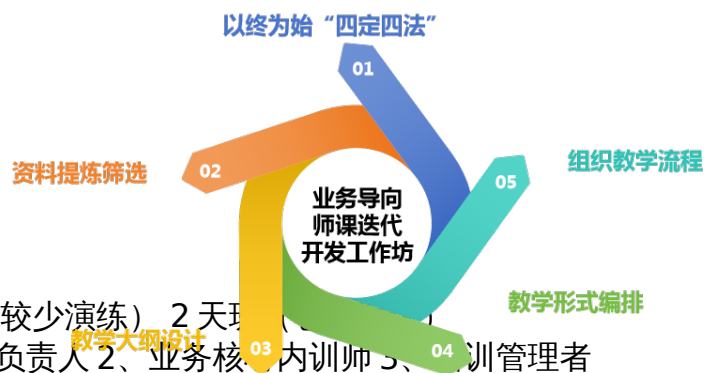 以终为始“四定四法”
01
02
资料提炼筛选
05
组织教学流程
业务导向
师课迭代
开发工作坊
教学形式编排
较少演练） 2 天
教学大纲设计
03
04
负责人 2、业务核 内训师 3、 训管理者